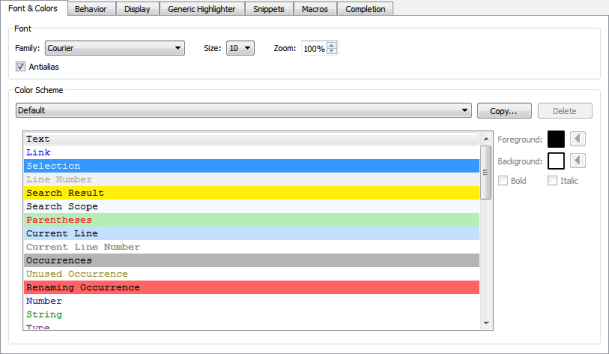 Font & Colors Behavior Display Generic Highlighter Snippets Macros Completion
Font
Family: Courier Size: 10 Zoom: 100%
Antialias
Color Scheme
Default Copy... Delete
Text
Foreground:
Link
Selection
Background:
Line Number
Bold Italic
Search Result
Search Scope
Parentheses
Current Line
Current Line Number
Occurrences
Unused Occurrence
Renaming Occurrence
Number
String
Type